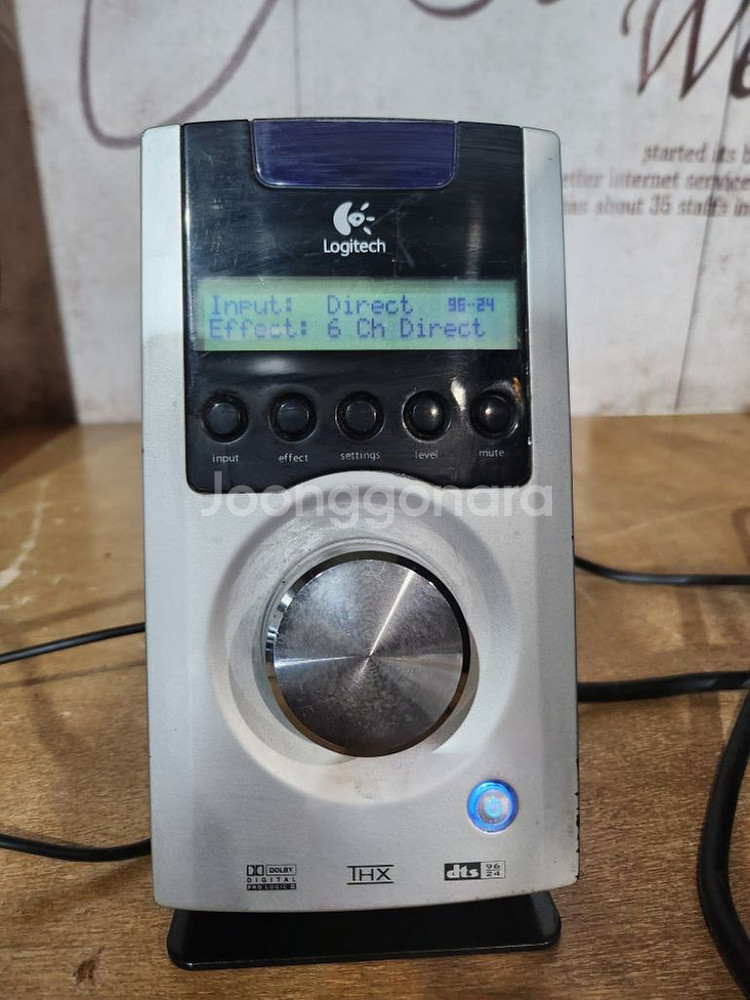 started its b
etter internet service
as about 35 staffs in
Logitech
Input: Direct 96-24
Effect: 6 Ch Direct
input effect settings level mute
Joonggonara
DOLBY
DIGITAL
PRO LOGIC II
THX
dts 96 24